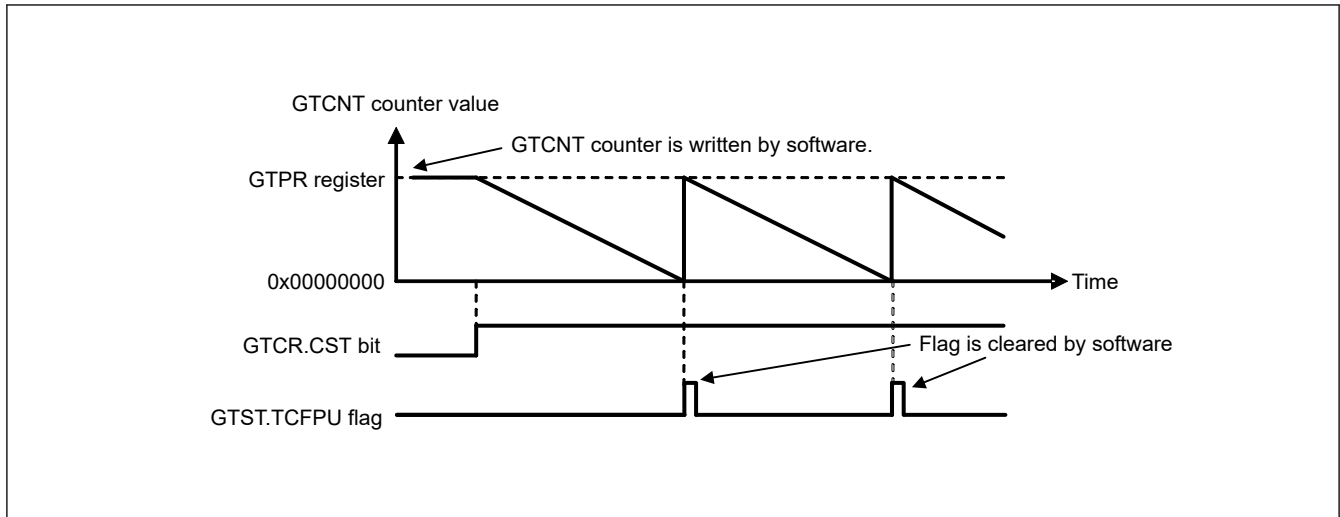 GTCNT counter value
GTCNT counter is written by software.
GTPR register
0x00000000
Time
GTCR.CST bit
Flag is cleared by software
GTST.TCFPU flag